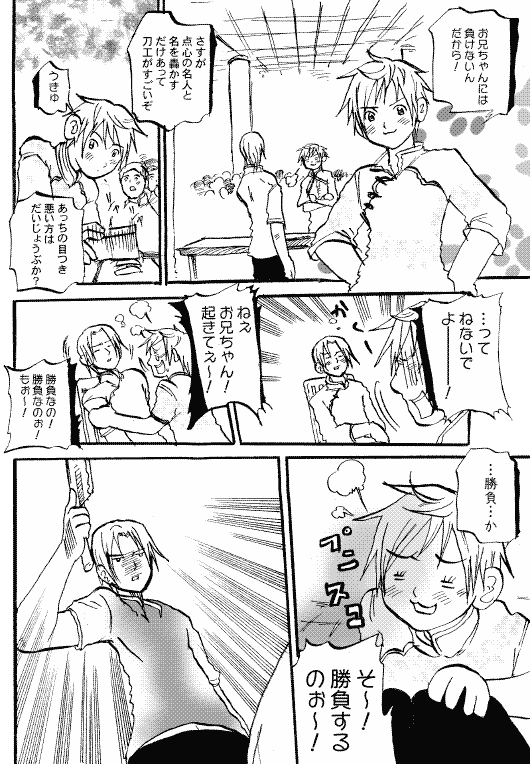 お兄ちゃんには
負けないん
だから!
さすが
点心の名人と
名を轟かす
だけあって
刀工がすごいぞ
うきゅ
あっちの目つき
悪い方は
だいじょうぶか?
…って
ねないで
よー!
ガーン
ねぇ
お兄ちゃん!
起きてぇー!
勝負なの!
勝負なのぉ!
もぉ〜!
…勝負…か
プンスコ
そ〜!
勝負する
のぉ〜!